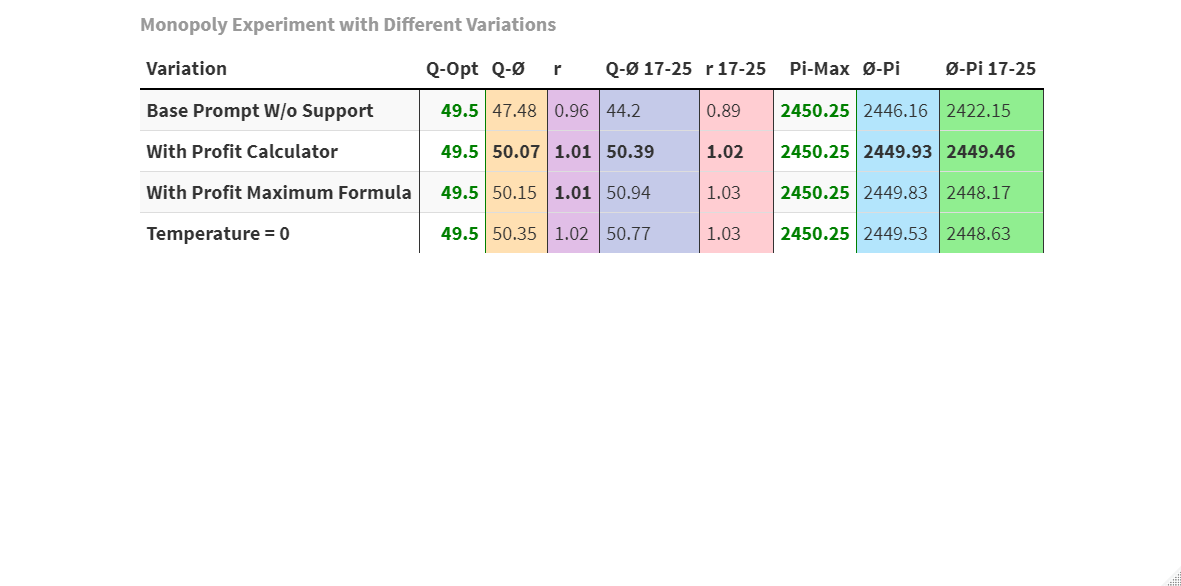 Monopoly Experiment with Different Variations
Variation Q-Opt Q-Ø r Q-Ø 17-25 r 17-25 Pi-Max Ø-Pi Ø-Pi 17-25
Base Prompt W/o Support 49.5 47.48 0.96 44.2 0.89 2450.25 2446.16 2422.15
With Profit Calculator 49.5 50.07 1.01 50.39 1.02 2450.25 2449.93 2449.46
With Profit Maximum Formula 49.5 50.15 1.01 50.94 1.03 2450.25 2449.83 2448.17
Temperature = 0 49.5 50.35 1.02 50.77 1.03 2450.25 2449.53 2448.63